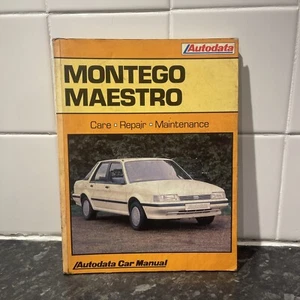 Autodata
MONTEGO
MAESTRO
Care • Repair • Maintenance
Autodata Car Manual